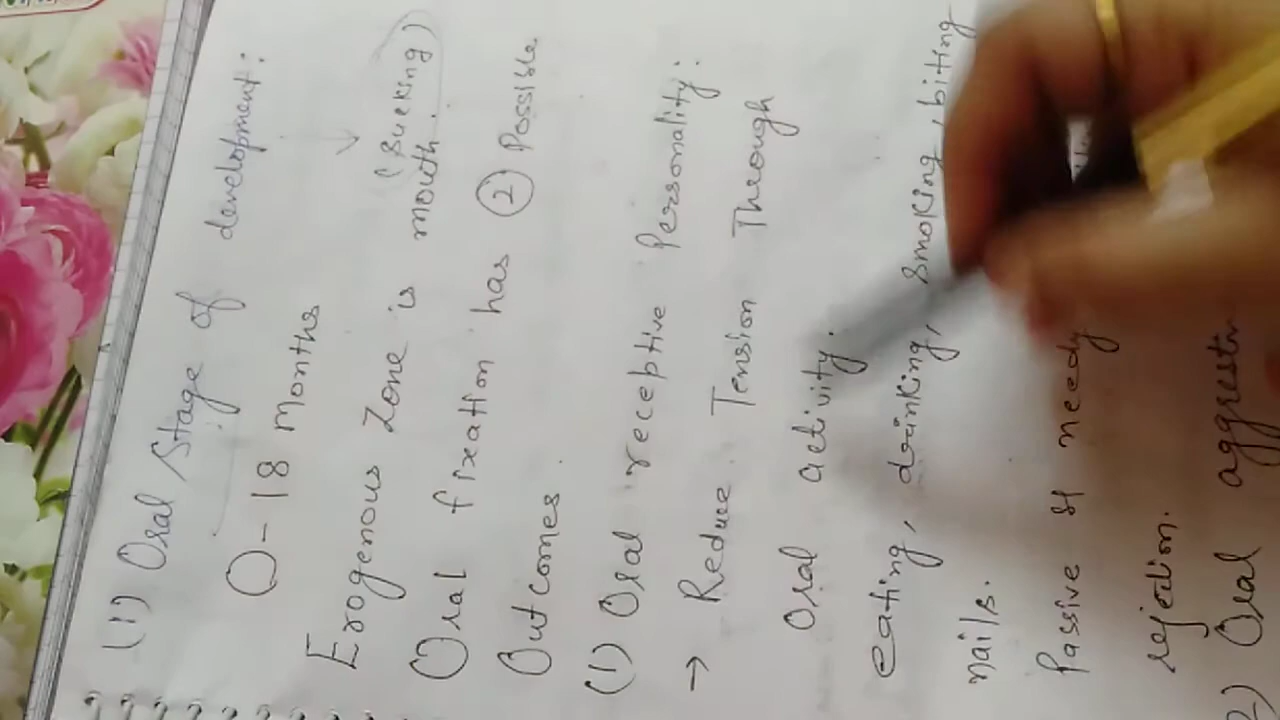 (1) Oral Stage of development:
0-18 Months
Erogenous Zone is mouth. (Sucking)
Oral fixation has (2) Possible
Outcomes.
(1) Oral receptive Personality:
→ Reduce Tension Through
Oral activity.
eating, drinking, smoking, biting
nails.
Passive & needy
rejection.
2) Oral